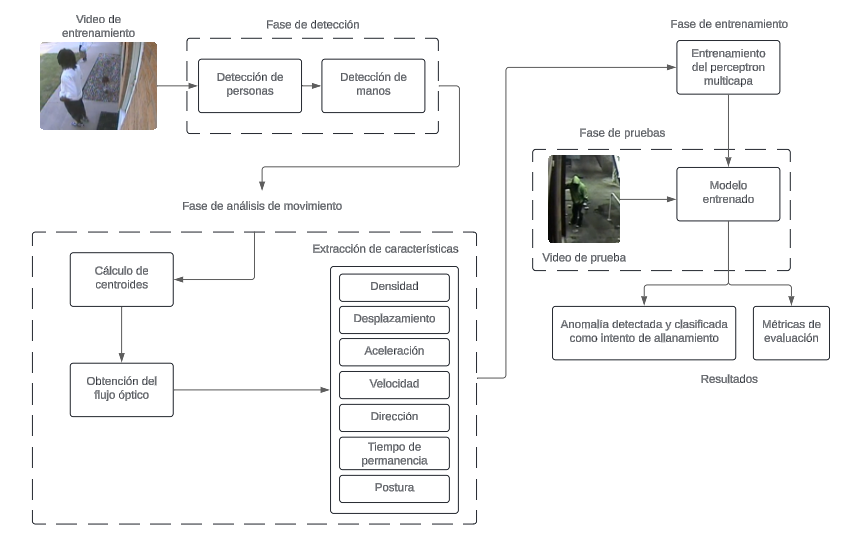 Video de
entrenamiento
Fase de detección
Detección de
personas
Detección de
manos
Fase de análisis de movimiento
Cálculo de
centroides
Obtención del
flujo óptico
Extracción de características
Densidad
Desplazamiento
Aceleración
Velocidad
Dirección
Tiempo de
permanencia
Postura
Fase de entrenamiento
Entrenamiento
del perceptron
multicapa
Fase de pruebas
Modelo
entrenado
Video de prueba
Anomalía detectada y clasificada
como intento de allanamiento
Métricas de
evaluación
Resultados